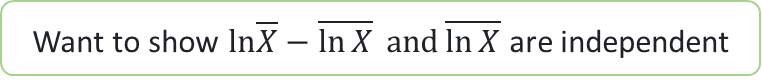 Want to show ln X̅ − \overline{ln X} and \overline{ln X} are independent